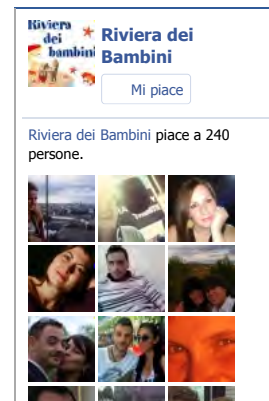 Riviera
dei
bambini
Riviera dei
Bambini
Mi piace
Riviera dei Bambini piace a 240
persone.